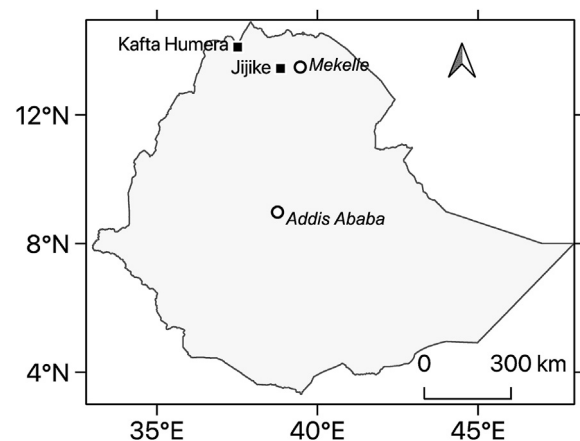 Kafta Humera
Jijike
Mekelle
12°N
Addis Ababa
8°N
0 300 km
4°N
35°E 40°E 45°E